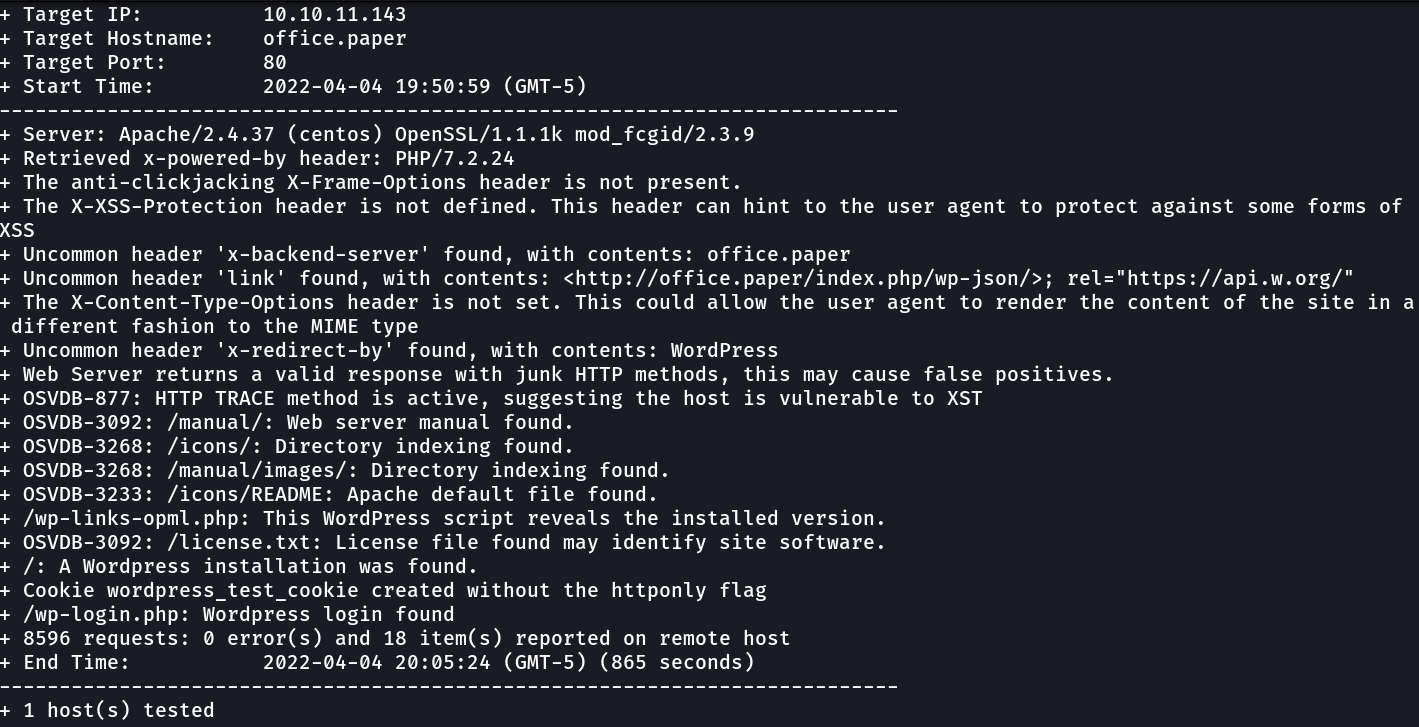 + Target IP:          10.10.11.143
+ Target Hostname:    office.paper
+ Target Port:        80
+ Start Time:         2022-04-04 19:50:59 (GMT-5)
---------------------------------------------------------------------------
+ Server: Apache/2.4.37 (centos) OpenSSL/1.1.1k mod_fcgid/2.3.9
+ Retrieved x-powered-by header: PHP/7.2.24
+ The anti-clickjacking X-Frame-Options header is not present.
+ The X-XSS-Protection header is not defined. This header can hint to the user agent to protect against some forms of
XSS
+ Uncommon header 'x-backend-server' found, with contents: office.paper
+ Uncommon header 'link' found, with contents: <http://office.paper/index.php/wp-json/>; rel="https://api.w.org/"
+ The X-Content-Type-Options header is not set. This could allow the user agent to render the content of the site in a
 different fashion to the MIME type
+ Uncommon header 'x-redirect-by' found, with contents: WordPress
+ Web Server returns a valid response with junk HTTP methods, this may cause false positives.
+ OSVDB-877: HTTP TRACE method is active, suggesting the host is vulnerable to XST
+ OSVDB-3092: /manual/: Web server manual found.
+ OSVDB-3268: /icons/: Directory indexing found.
+ OSVDB-3268: /manual/images/: Directory indexing found.
+ OSVDB-3233: /icons/README: Apache default file found.
+ /wp-links-opml.php: This WordPress script reveals the installed version.
+ OSVDB-3092: /license.txt: License file found may identify site software.
+ /: A Wordpress installation was found.
+ Cookie wordpress_test_cookie created without the httponly flag
+ /wp-login.php: Wordpress login found
+ 8596 requests: 0 error(s) and 18 item(s) reported on remote host
+ End Time:           2022-04-04 20:05:24 (GMT-5) (865 seconds)
---------------------------------------------------------------------------
+ 1 host(s) tested